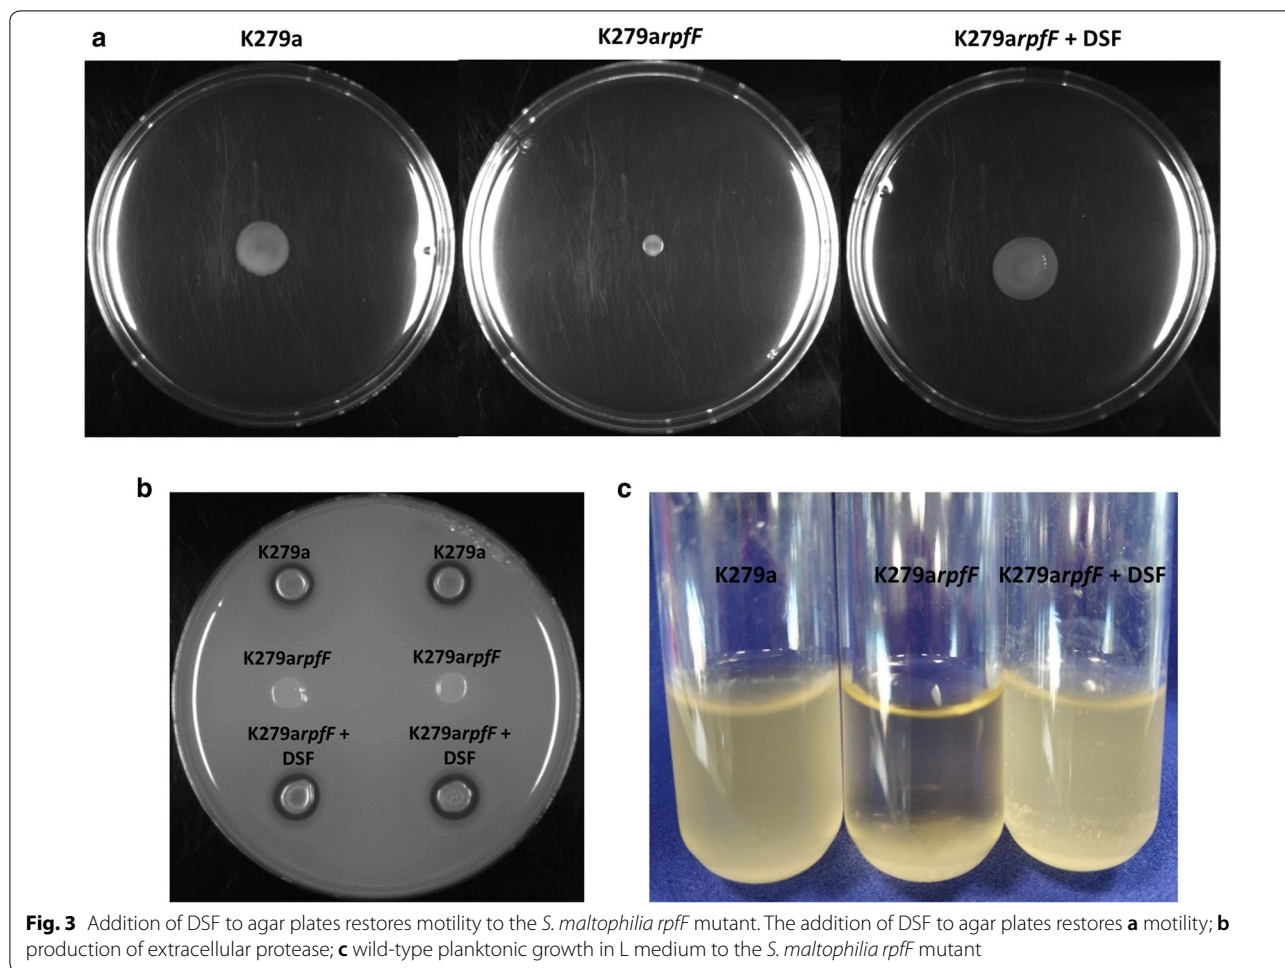 a
K279a
K279arpfF
K279arpfF + DSF
b
K279a
K279a
K279arpfF
K279arpfF
K279arpfF +
DSF
K279arpfF +
DSF
c
K279a
K279arpfF
K279arpfF + DSF
Fig. 3 Addition of DSF to agar plates restores motility to the S. maltophilia rpfF mutant. The addition of DSF to agar plates restores a motility; b
production of extracellular protease; c wild-type planktonic growth in L medium to the S. maltophilia rpfF mutant